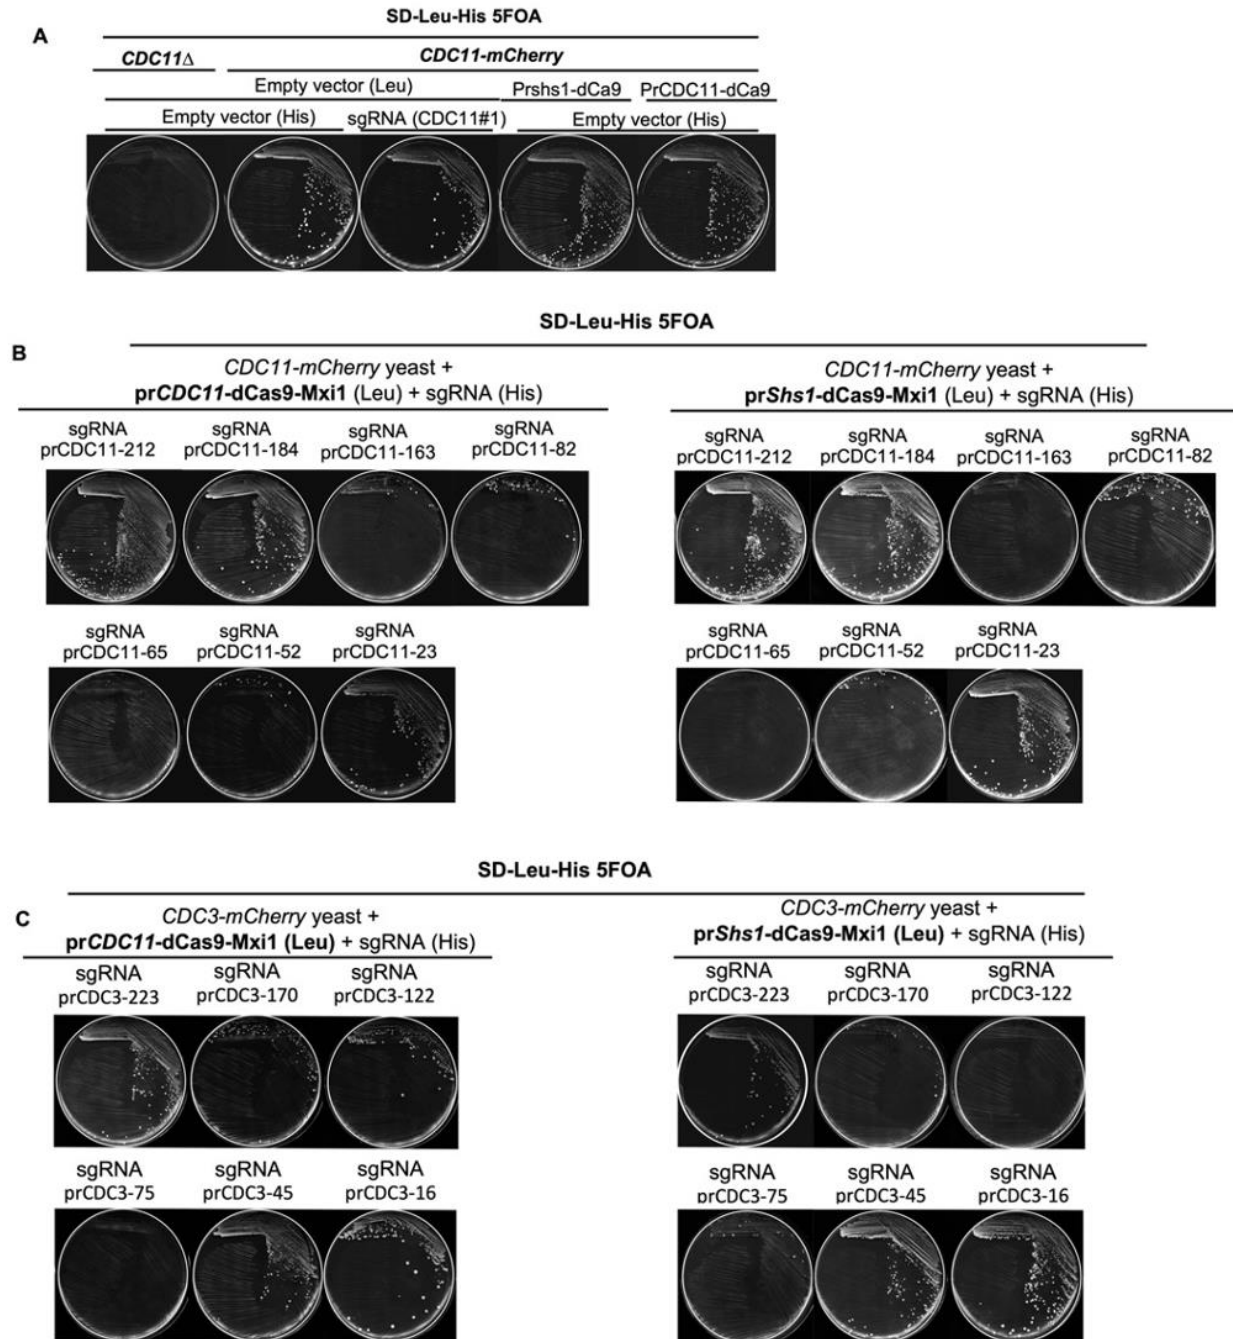 A
SD-Leu-His 5FOA
CDC11Δ CDC11-mCherry
Empty vector (Leu) Prshs1-dCa9 PrCDC11-dCa9
Empty vector (His) sgRNA (CDC11#1) Empty vector (His)
SD-Leu-His 5FOA
B
CDC11-mCherry yeast +
prCDC11-dCas9-Mxi1 (Leu) + sgRNA (His)
sgRNA sgRNA sgRNA sgRNA
prCDC11-212 prCDC11-184 prCDC11-163 prCDC11-82
sgRNA sgRNA sgRNA
prCDC11-65 prCDC11-52 prCDC11-23
CDC11-mCherry yeast +
prShs1-dCas9-Mxi1 (Leu) + sgRNA (His)
sgRNA sgRNA sgRNA sgRNA
prCDC11-212 prCDC11-184 prCDC11-163 prCDC11-82
sgRNA sgRNA sgRNA
prCDC11-65 prCDC11-52 prCDC11-23
SD-Leu-His 5FOA
C
CDC3-mCherry yeast +
prCDC11-dCas9-Mxi1 (Leu) + sgRNA (His)
sgRNA sgRNA sgRNA
prCDC3-223 prCDC3-170 prCDC3-122
sgRNA sgRNA sgRNA
prCDC3-75 prCDC3-45 prCDC3-16
CDC3-mCherry yeast +
prShs1-dCas9-Mxi1 (Leu) + sgRNA (His)
sgRNA sgRNA sgRNA
prCDC3-223 prCDC3-170 prCDC3-122
sgRNA sgRNA sgRNA
prCDC3-75 prCDC3-45 prCDC3-16